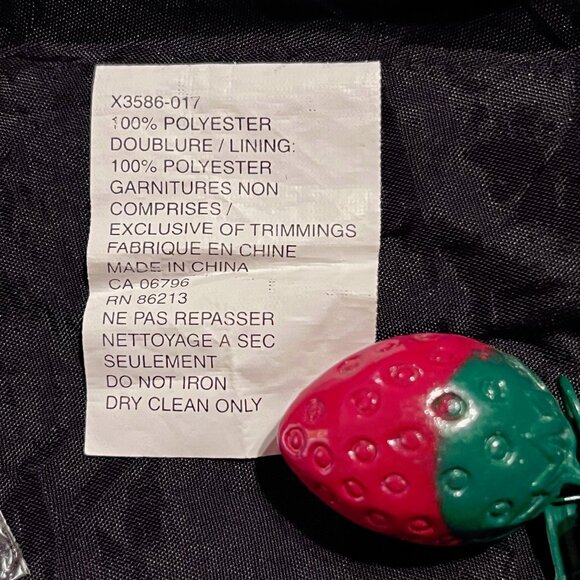 X3586-017
100% POLYESTER
DOUBLURE / LINING:
100% POLYESTER
GARNITURES NON
COMPRISES /
EXCLUSIVE OF TRIMMINGS
FABRIQUE EN CHINE
MADE IN CHINA
CA 06796
RN 86213
NE PAS REPASSER
NETTOYAGE A SEC
SEULEMENT
DO NOT IRON
DRY CLEAN ONLY